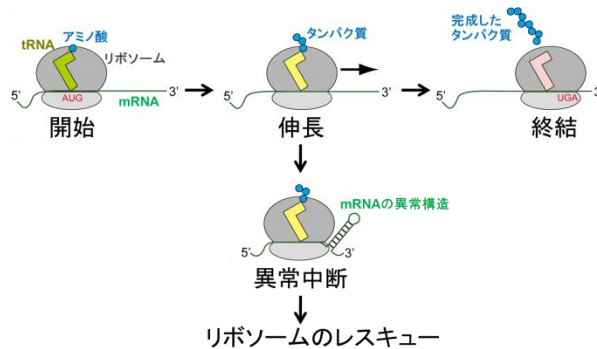 tRNA
アミノ酸
リボソーム
5’
AUG
mRNA
3’
開始
タンパク質
5’
3’
伸長
完成した
タンパク質
5’
UGA
3’
終結
mRNAの異常構造
5’
3’
異常中断
リボソームのレスキュー